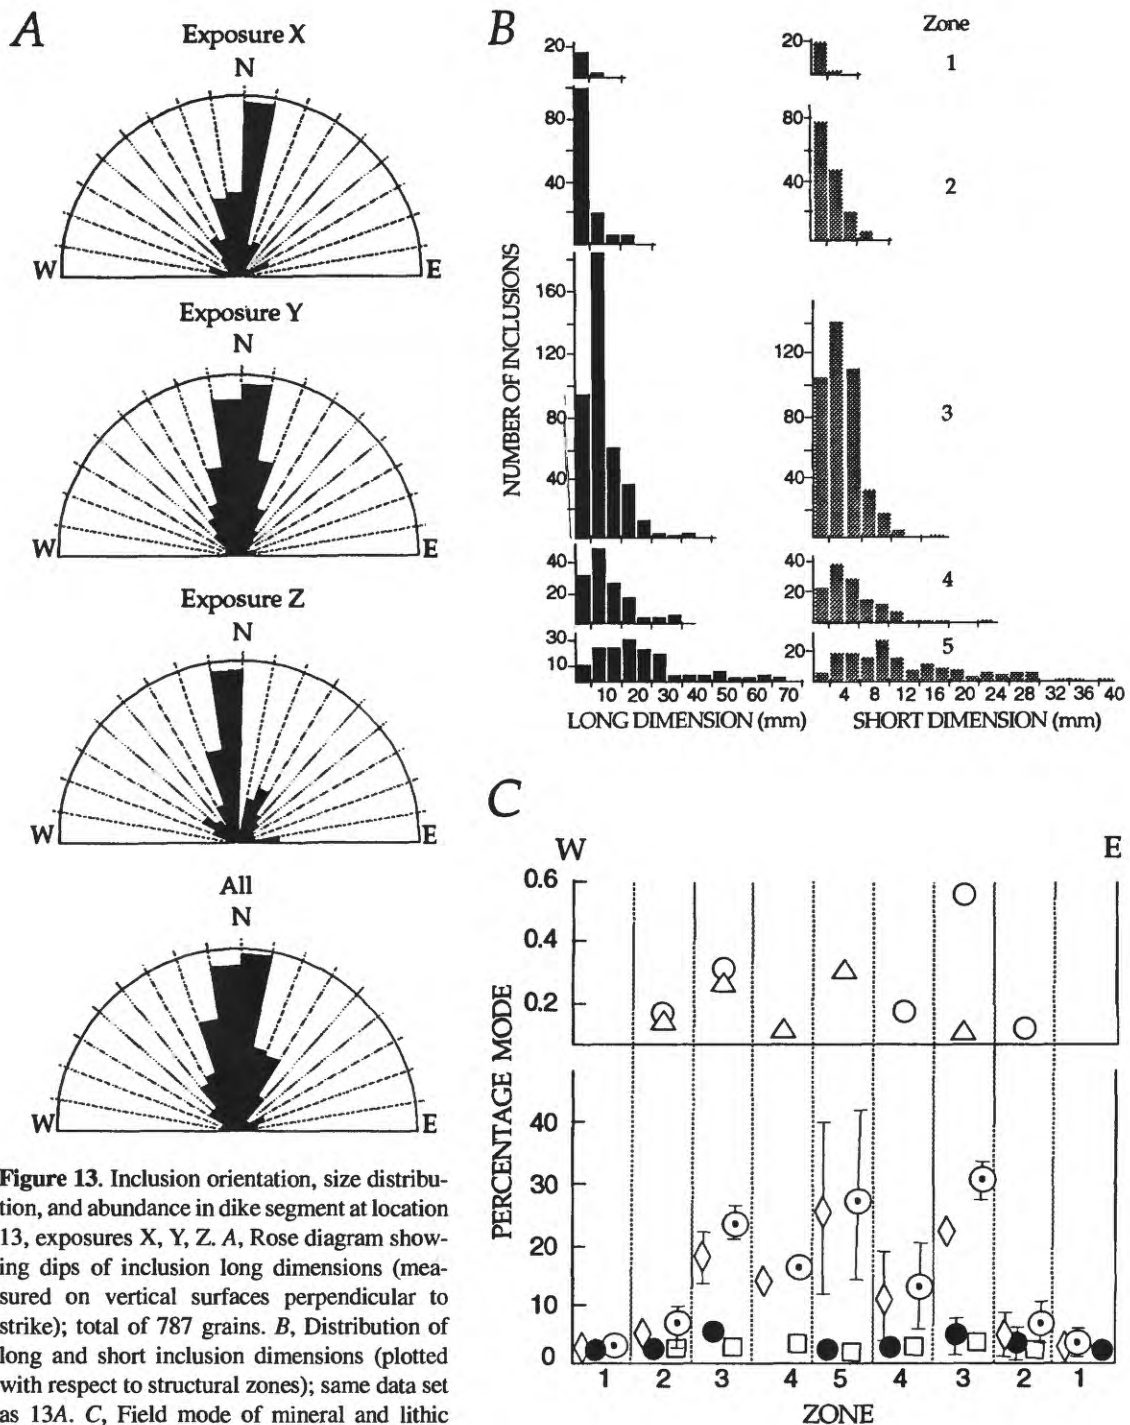 A
Exposure X
N
W
E
Exposure Y
N
W
E
Exposure Z
N
W
E
All
N
W
E
Figure 13. Inclusion orientation, size distribu-
tion, and abundance in dike segment at location
13, exposures X, Y, Z. A, Rose diagram show-
ing dips of inclusion long dimensions (mea-
sured on vertical surfaces perpendicular to
strike); total of 787 grains. B, Distribution of
long and short inclusion dimensions (plotted
with respect to structural zones); same data set
as 13A. C, Field mode of mineral and lithic
B
Zone
20
20
1
80
40
80
40
2
NUMBER OF INCLUSIONS
160
120
80
40
120
80
40
3
40
20
40
20
4
30
10
20
5
10 20 30 40 50 60 70
4 8 12 16 20 24 28 32 36 40
LONG DIMENSION (mm)
SHORT DIMENSION (mm)
C
W
E
PERCENTAGE MODE
0.6
0.4
0.2
40
30
20
10
0
1 2 3 4 5 4 3 2 1
ZONE